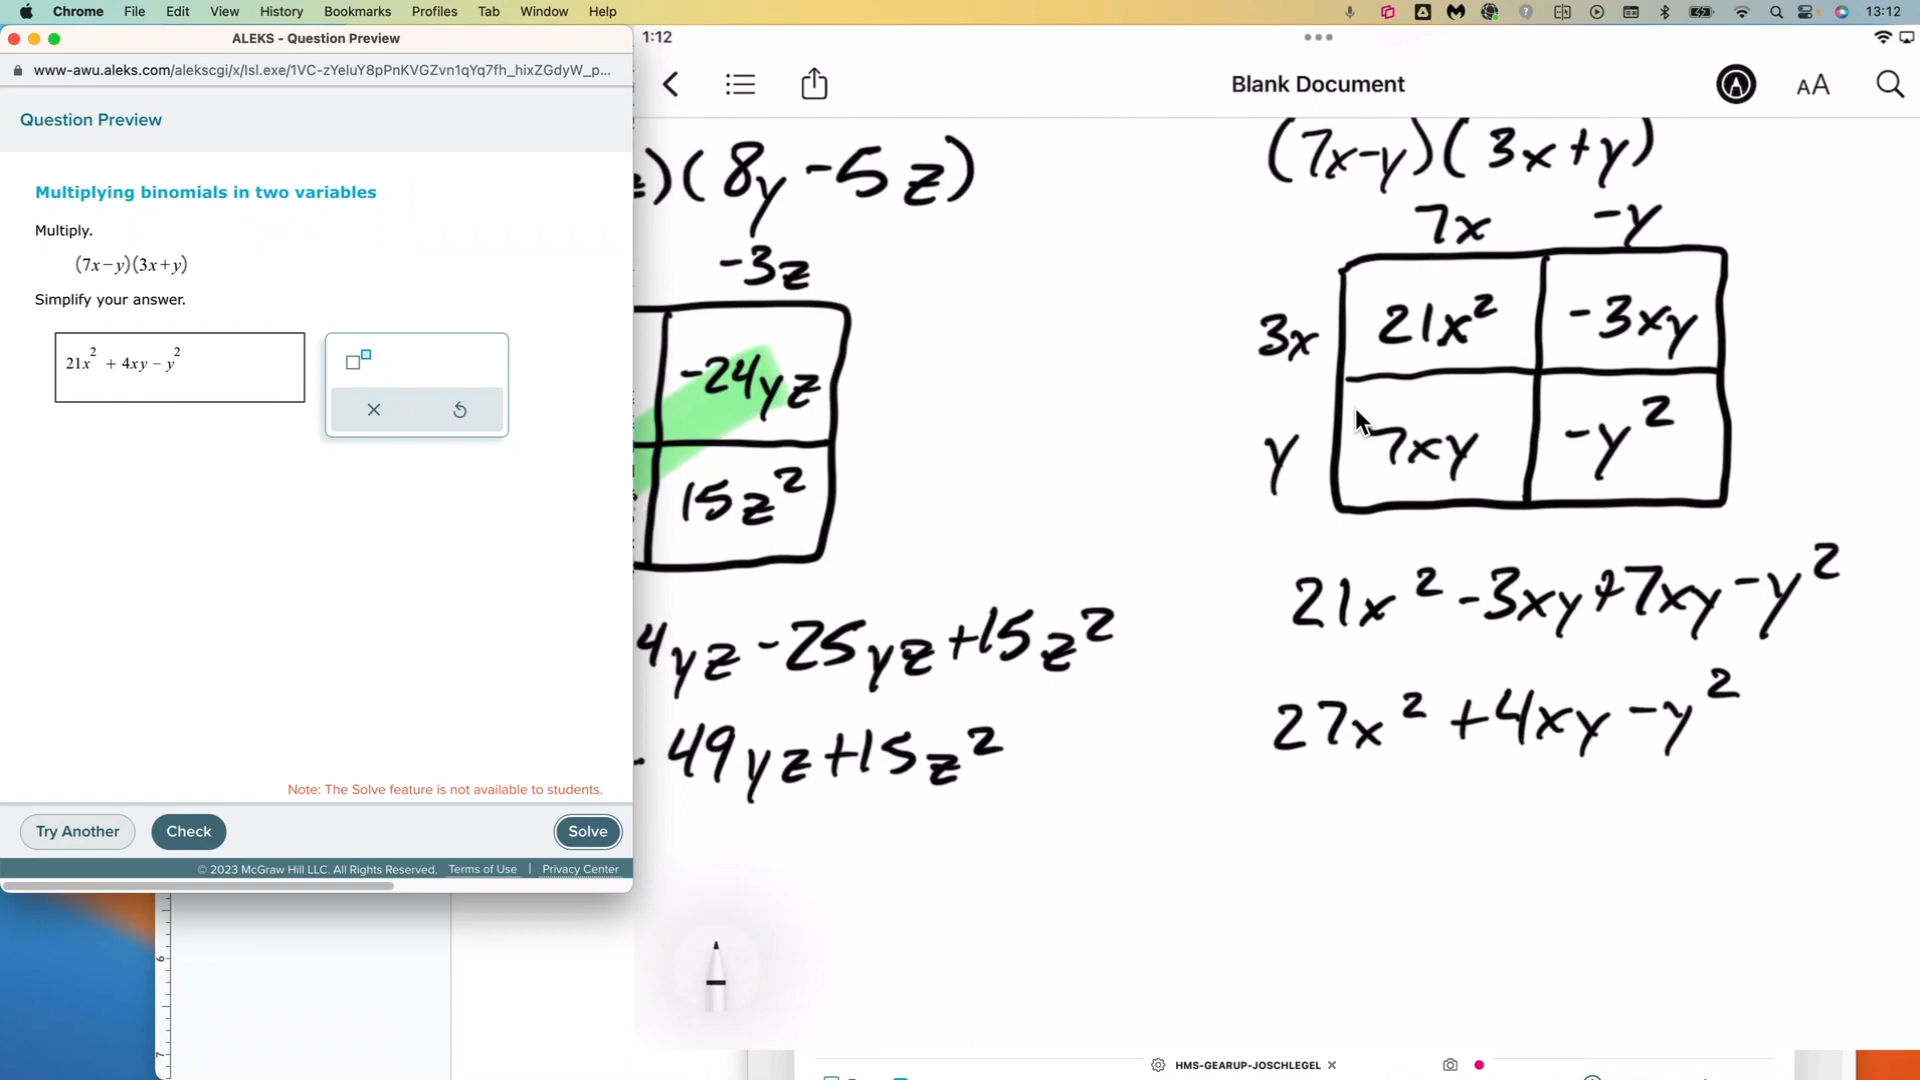 Chrome File Edit View History Bookmarks Profiles Tab Window Help 13:12
ALEKS - Question Preview
www-awu.aleks.com/alekscgi/x/Isl.exe/1VC-zYeluY8pPnKVGZvn1qYq7fh_hixZGdyW_p...
Question Preview
Multiplying binomials in two variables
Multiply.
(7x−y)(3x+y)
Simplify your answer.
21x² + 4xy − y²
Note: The Solve feature is not available to students.
Try Another Check Solve
© 2023 McGraw Hill LLC. All Rights Reserved. Terms of Use | Privacy Center
6
7
1:12
Blank Document
AA
)(8y-5z)
-3z
-24yz
15z²
4yz-25yz+15z²
-49yz+15z²
(7x-y)(3x+y)
7x -y
3x 21x² -3xy
y 7xy -y²
21x²-3xy+7xy-y²
27x²+4xy-y²
HMS-GEARUP-JOSCHLEGEL